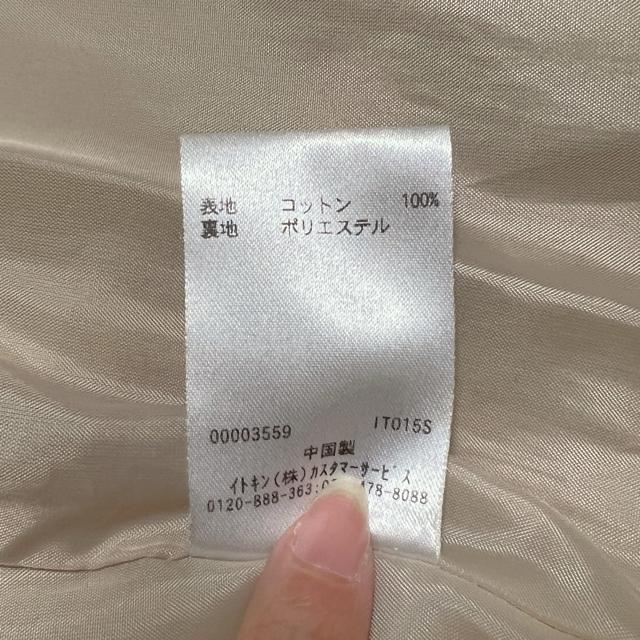 表地 コットン 100%
裏地 ポリエステル
00003559 IT015S
中国製
イトキン(株)カスタマーサービス
0120-888-363 478-8088